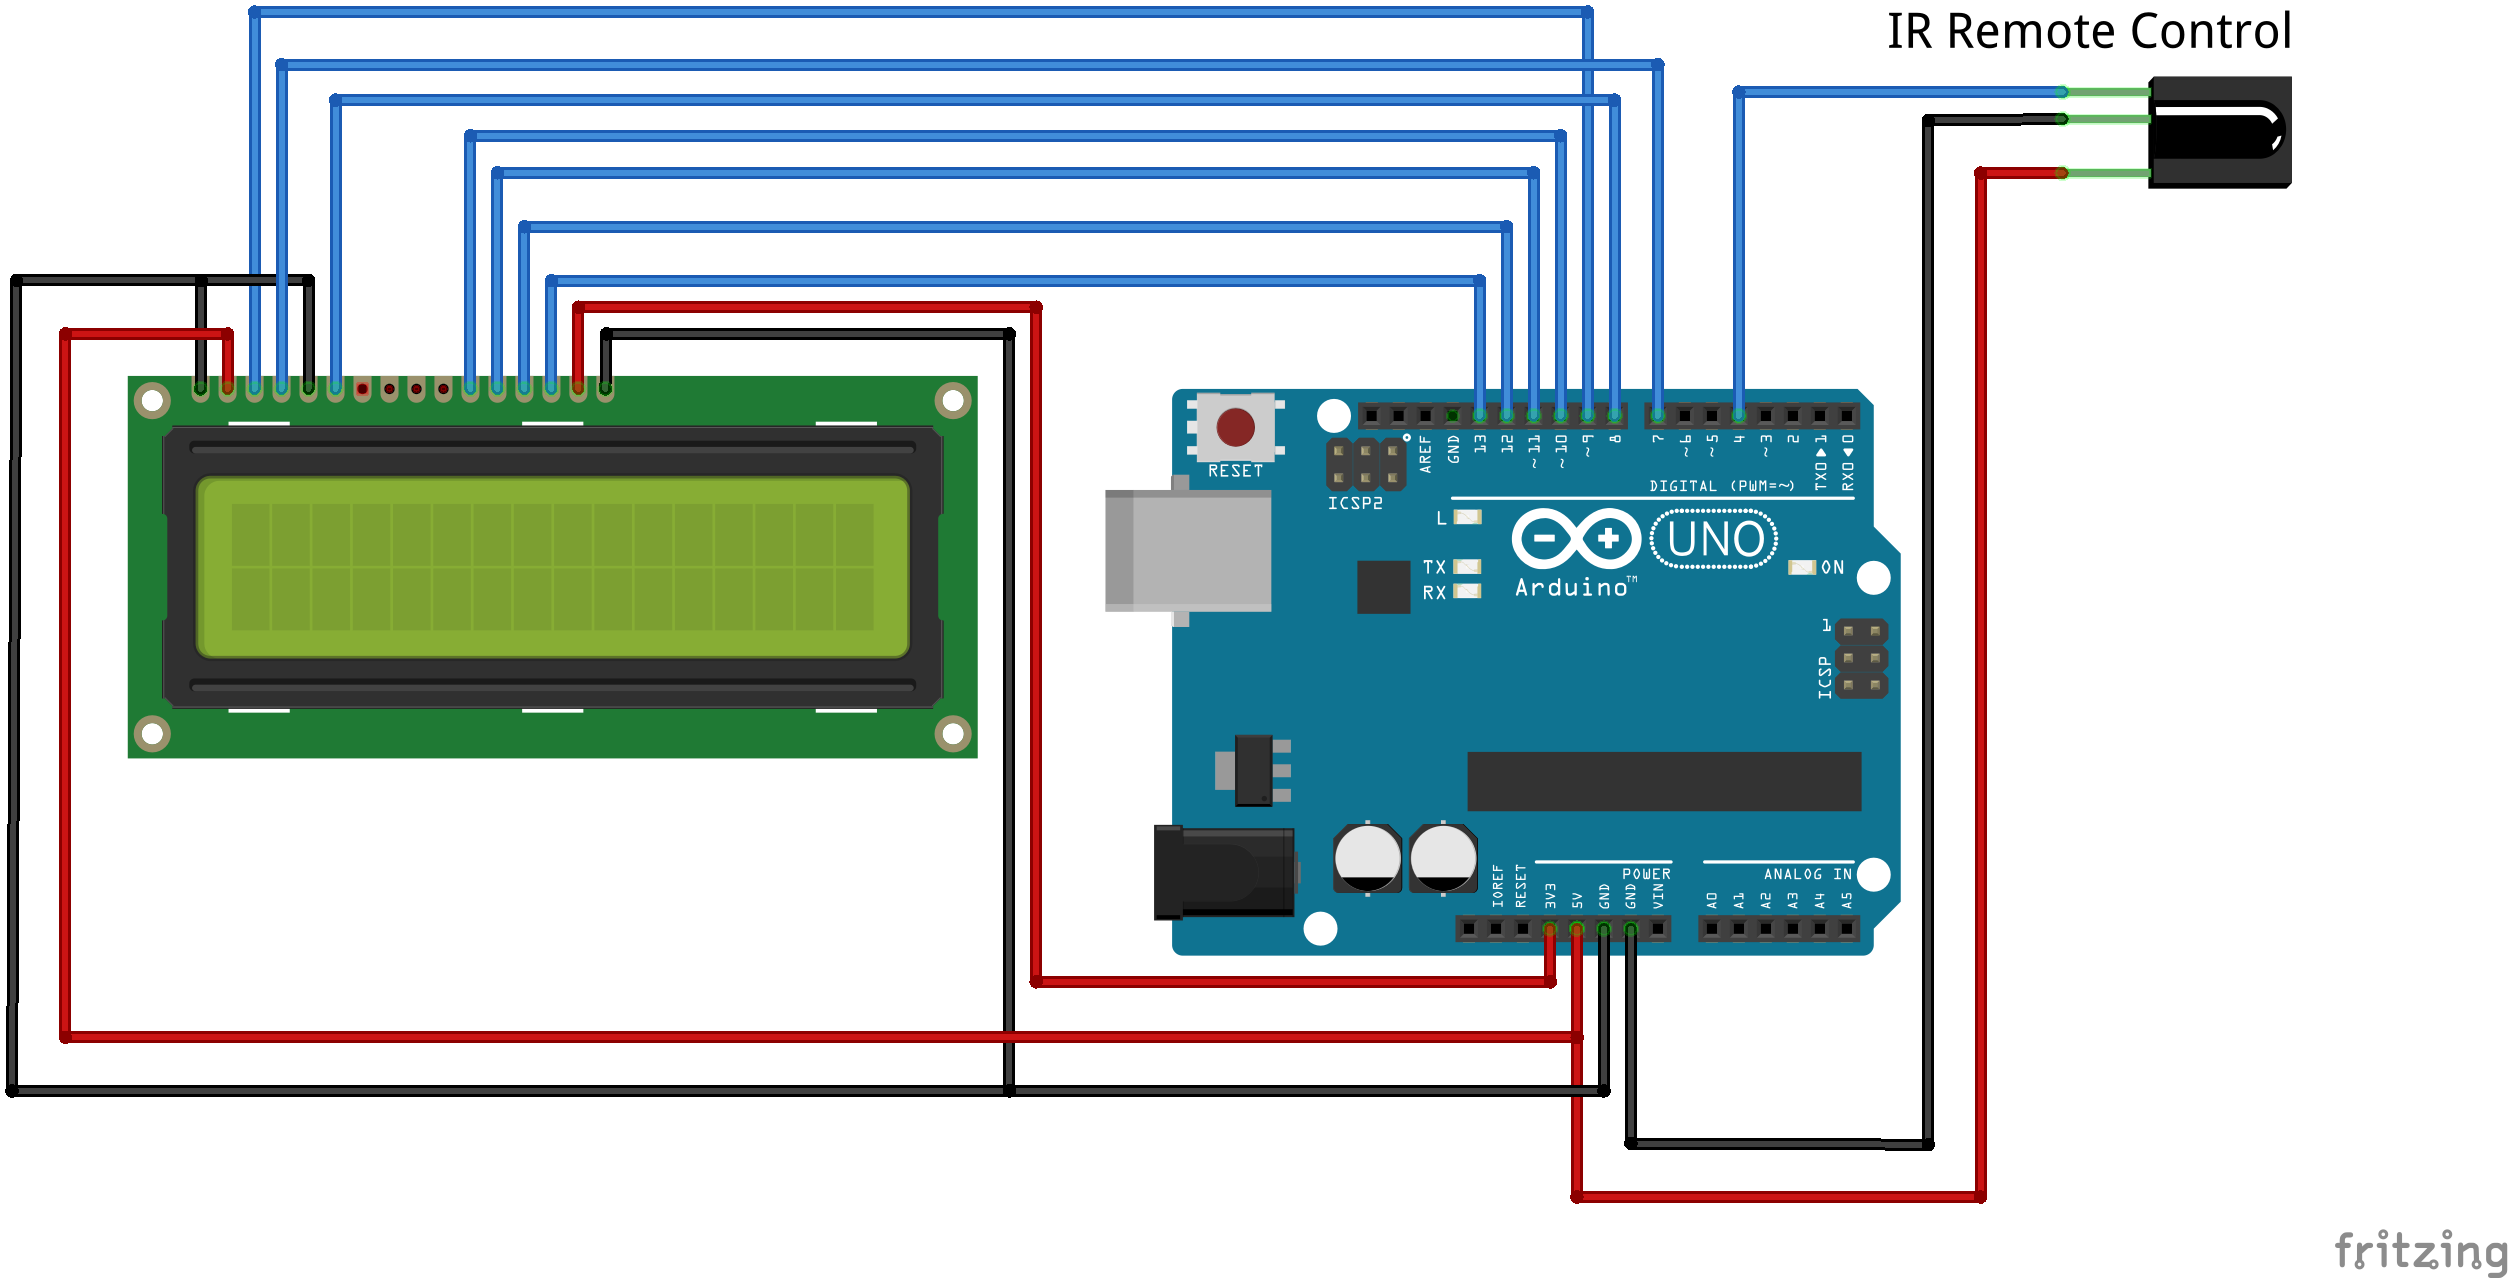 IR Remote Control
RESET
ICSP2
AREF
GND
13
12
~11
~10
~9
8
7
~6
~5
4
~3
2
TX0 ▶ 1
RX0 ◀ 0
DIGITAL (PWM=~)
L
TX
RX
Arduino™
UNO
ON
1
ICSP
IOREF
RESET
3V3
5V
GND
GND
VIN
POWER
ANALOG IN
A0
A1
A2
A3
A4
A5
fritzing